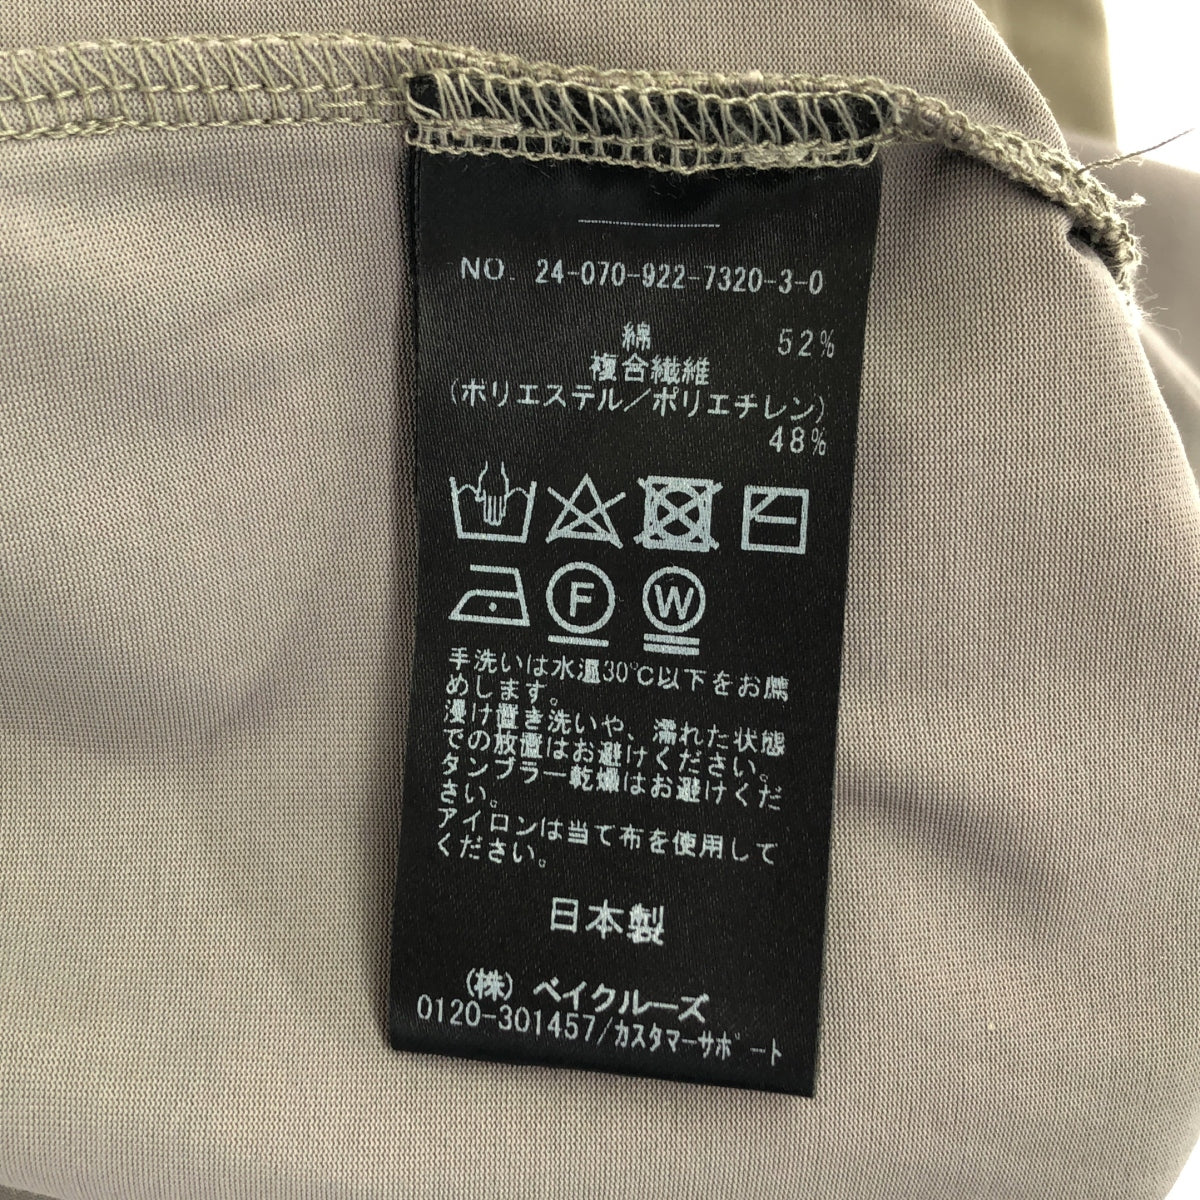 NO. 24-070-922-7320-3-0
綿 52%
複合繊維
(ポリエステル/ポリエチレン)
48%
F W
手洗いは水温30℃以下をお薦
めします。
浸け置き洗いや、濡れた状態
での放置はお避けください。
タンブラー乾燥はお避けくだ
さい。
アイロンは当て布を使用して
ください。
日本製
(株) ベイクルーズ
0120-301457/カスタマーサポート